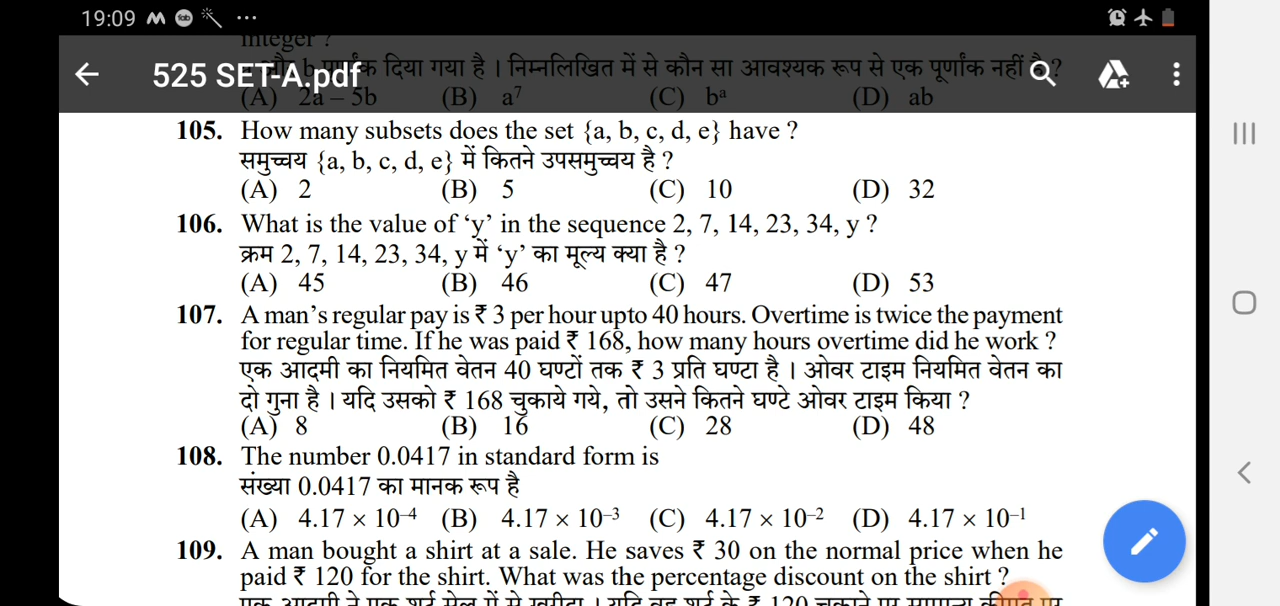 19:09
integer ?
दिया गया है । निम्नलिखित में से कौन सा आवश्यक रूप से एक पूर्णांक नहीं है ?
525 SET-A.pdf
(A) 2a – 5b (B) a⁷ (C) bᵃ (D) ab
105. How many subsets does the set {a, b, c, d, e} have ?
समुच्चय {a, b, c, d, e} में कितने उपसमुच्चय है ?
(A) 2 (B) 5 (C) 10 (D) 32
106. What is the value of ‘y’ in the sequence 2, 7, 14, 23, 34, y ?
क्रम 2, 7, 14, 23, 34, y में ‘y’ का मूल्य क्या है ?
(A) 45 (B) 46 (C) 47 (D) 53
107. A man’s regular pay is ₹ 3 per hour upto 40 hours. Overtime is twice the payment
for regular time. If he was paid ₹ 168, how many hours overtime did he work ?
एक आदमी का नियमित वेतन 40 घण्टों तक ₹ 3 प्रति घण्टा है । ओवर टाइम नियमित वेतन का
दो गुना है । यदि उसको ₹ 168 चुकाये गये, तो उसने कितने घण्टे ओवर टाइम किया ?
(A) 8 (B) 16 (C) 28 (D) 48
108. The number 0.0417 in standard form is
संख्या 0.0417 का मानक रूप है
(A) 4.17 × 10⁻⁴ (B) 4.17 × 10⁻³ (C) 4.17 × 10⁻² (D) 4.17 × 10⁻¹
109. A man bought a shirt at a sale. He saves ₹ 30 on the normal price when he
paid ₹ 120 for the shirt. What was the percentage discount on the shirt ?